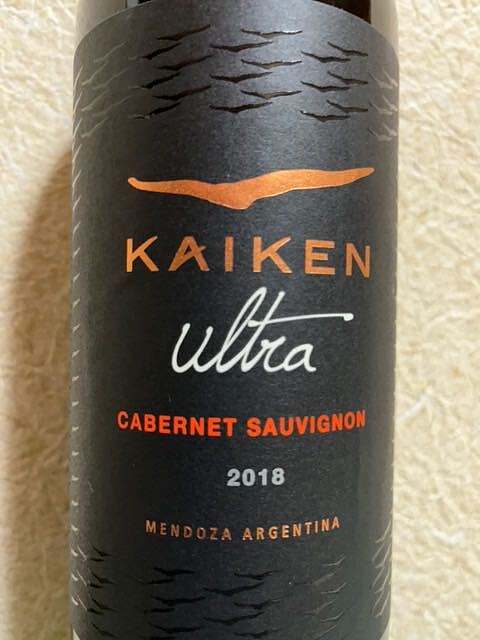 KAIKEN
ultra
CABERNET SAUVIGNON
2018
MENDOZA ARGENTINA